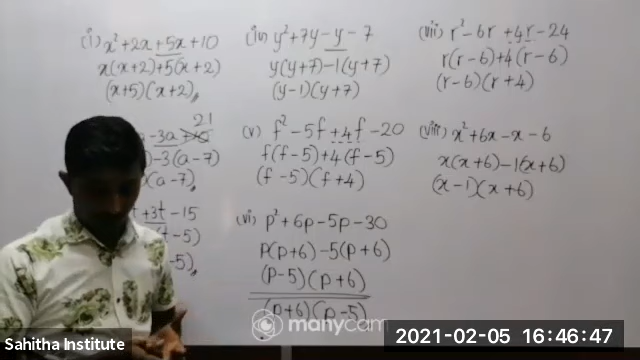 (i) x² + 2x + 5x + 10
x(x + 2) + 5(x + 2)
(x + 5)(x + 2)
21
- 3a +
) - 3(a - 7)
(a - 7)
+ 3t - 15
- 5)
- 5)
(iv) y² + 7y - y - 7
y(y + 7) - 1(y + 7)
(y - 1)(y + 7)
(v) f² - 5f + 4f - 20
f(f - 5) + 4(f - 5)
(f - 5)(f + 4)
(vi) p² + 6p - 5p - 30
P(p + 6) - 5(p + 6)
(p - 5)(p + 6)
(p + 6)(p - 5)
(vii) r² - 6r + 4r - 24
r(r - 6) + 4(r - 6)
(r - 6)(r + 4)
(viii) x² + 6x - x - 6
x(x + 6) - 1(x + 6)
(x - 1)(x + 6)
manycam
Sahitha Institute
2021-02-05 16:46:47